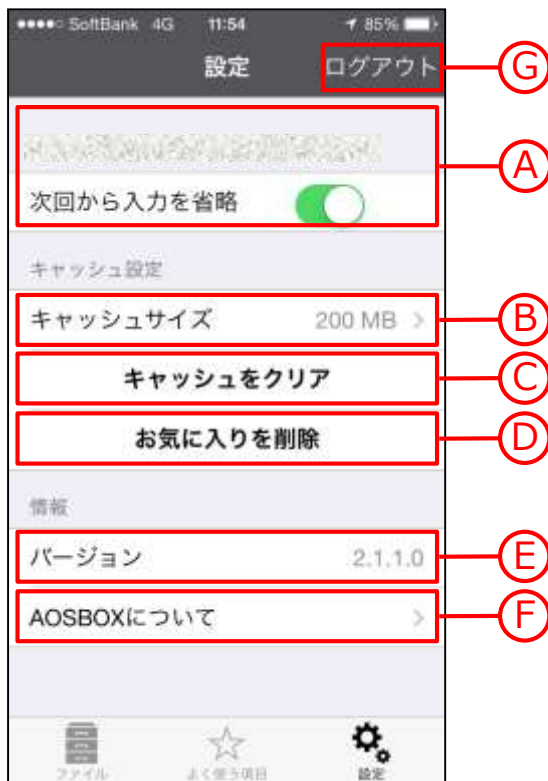 SoftBank 4G 11:54 85%
設定 ログアウト G
A
次回から入力を省略
キャッシュ設定
キャッシュサイズ 200 MB > B
キャッシュをクリア C
お気に入りを削除 D
情報
バージョン 2.1.1.0 E
AOSBOXについて > F
ファイル よく使う項目 設定